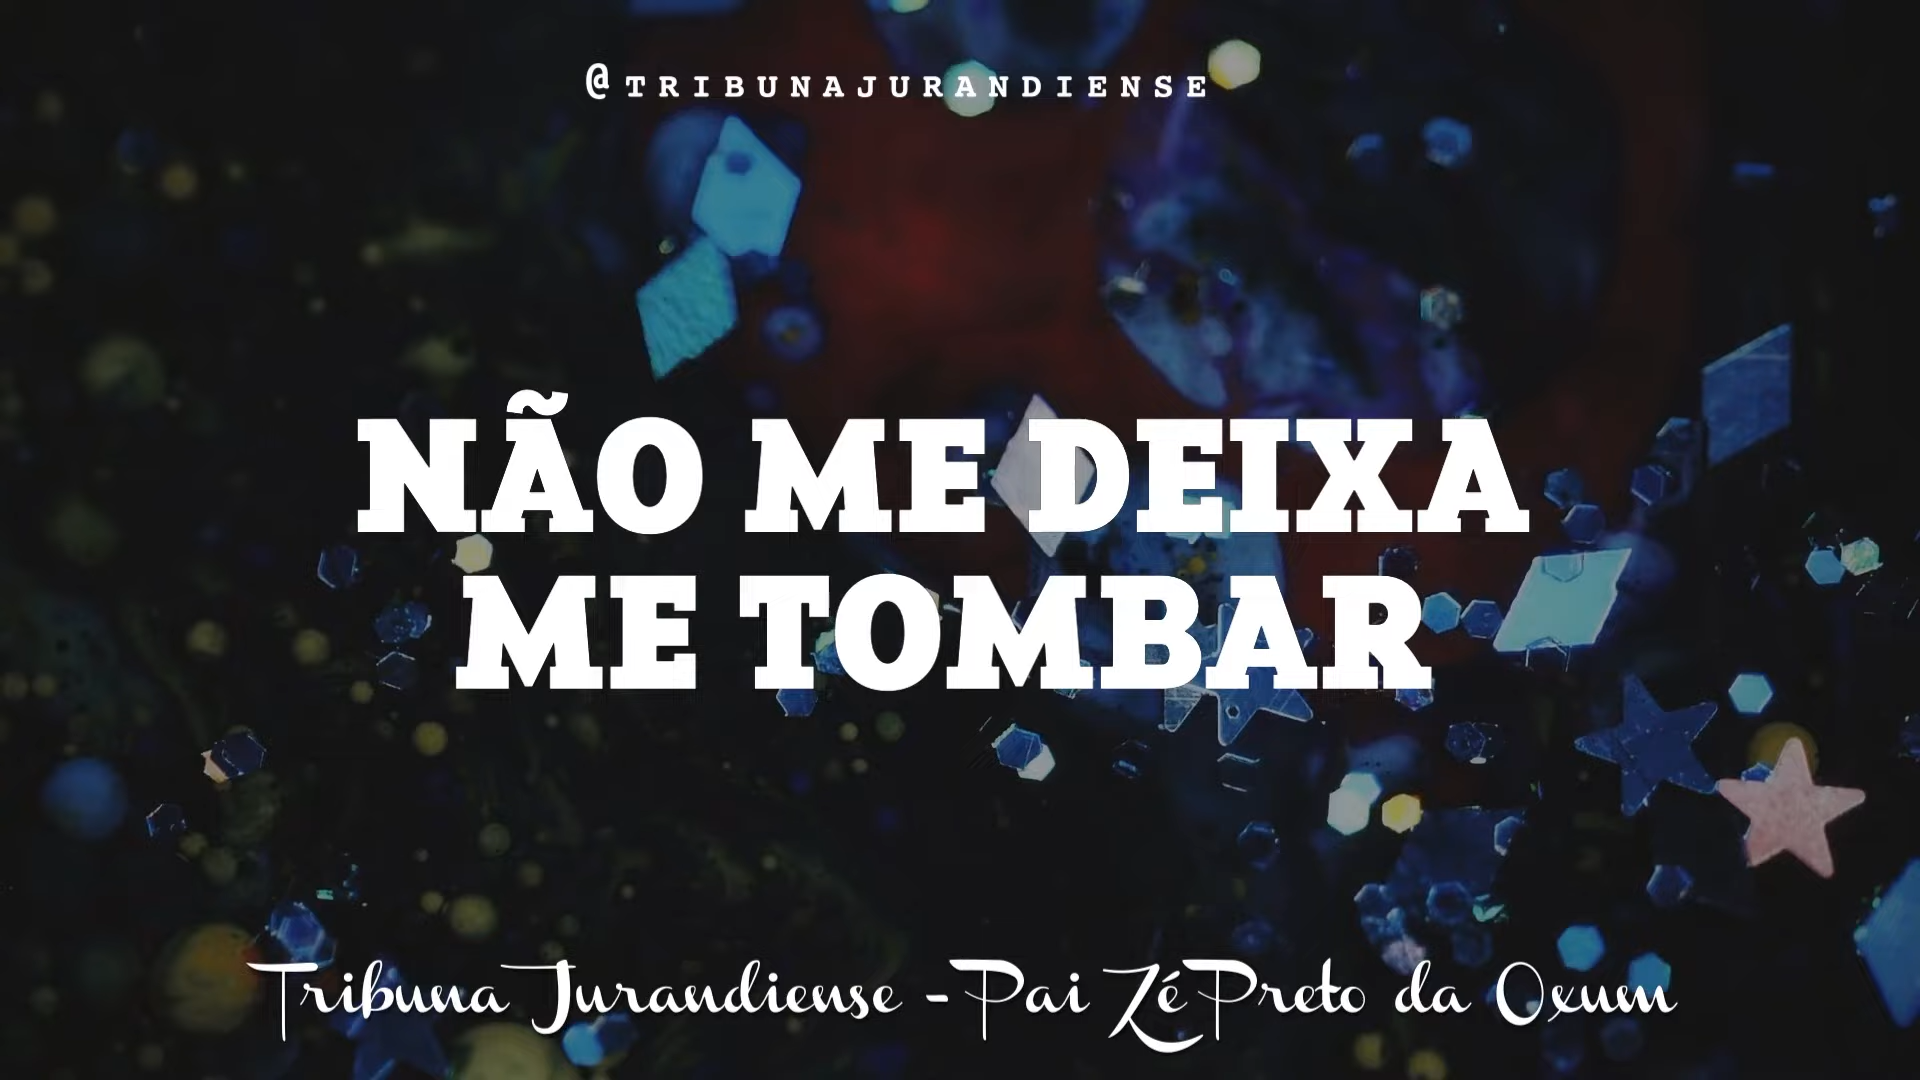 @TRIBUNAJURANDIENSE
NÃO ME DEIXA
ME TOMBAR
Tribuna Jurandiense - Pai Zé Preto da Oxum